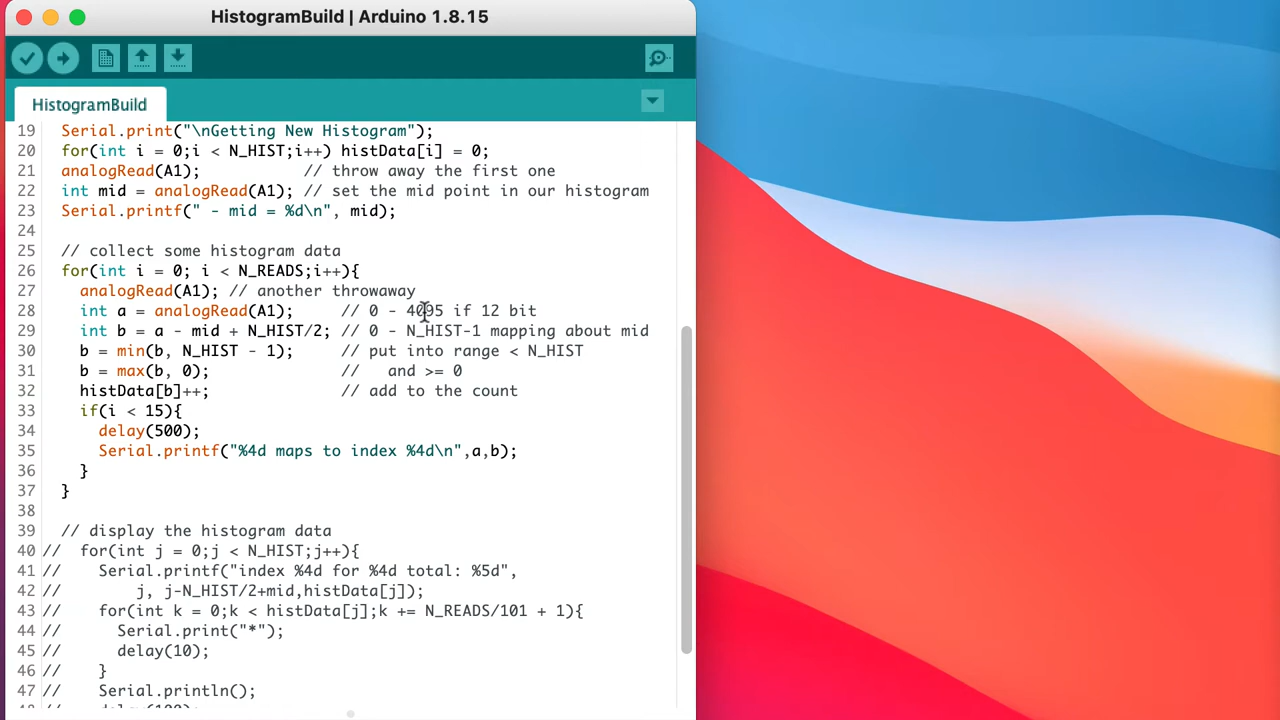 HistogramBuild | Arduino 1.8.15
HistogramBuild
19 Serial.print("\nGetting New Histogram");
20 for(int i = 0;i < N_HIST;i++) histData[i] = 0;
21 analogRead(A1); // throw away the first one
22 int mid = analogRead(A1); // set the mid point in our histogram
23 Serial.printf(" - mid = %d\n", mid);
24
25 // collect some histogram data
26 for(int i = 0; i < N_READS;i++){
27 analogRead(A1); // another throwaway
28 int a = analogRead(A1); // 0 - 4095 if 12 bit
29 int b = a - mid + N_HIST/2; // 0 - N_HIST-1 mapping about mid
30 b = min(b, N_HIST - 1); // put into range < N_HIST
31 b = max(b, 0); // and >= 0
32 histData[b]++; // add to the count
33 if(i < 15){
34 delay(500);
35 Serial.printf("%4d maps to index %4d\n",a,b);
36 }
37 }
38
39 // display the histogram data
40 // for(int j = 0;j < N_HIST;j++){
41 // Serial.printf("index %4d for %4d total: %5d",
42 // j, j-N_HIST/2+mid,histData[j]);
43 // for(int k = 0;k < histData[j];k += N_READS/101 + 1){
44 // Serial.print("*");
45 // delay(10);
46 // }
47 // Serial.println();